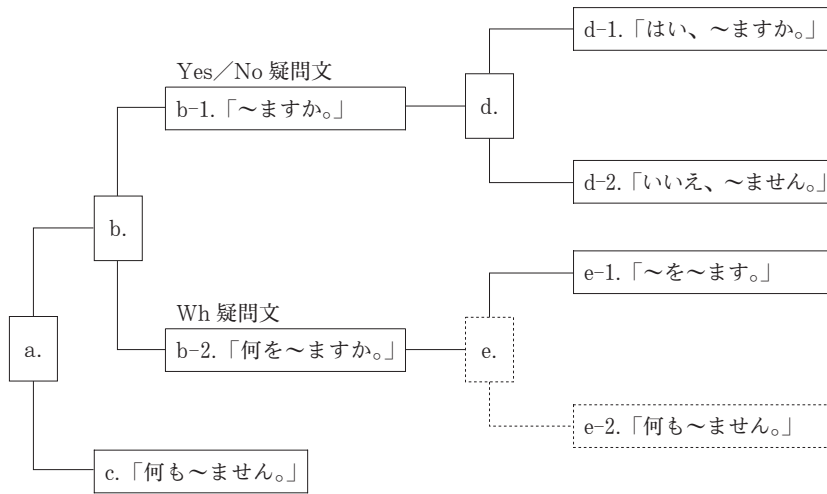 d-1.「はい、～ますか。」
Yes／No 疑問文
b-1.「～ますか。」
d.
d-2.「いいえ、～ません。」
b.
e-1.「～を～ます。」
Wh 疑問文
b-2.「何を～ますか。」
e.
a.
e-2.「何も～ません。」
c.「何も～ません。」